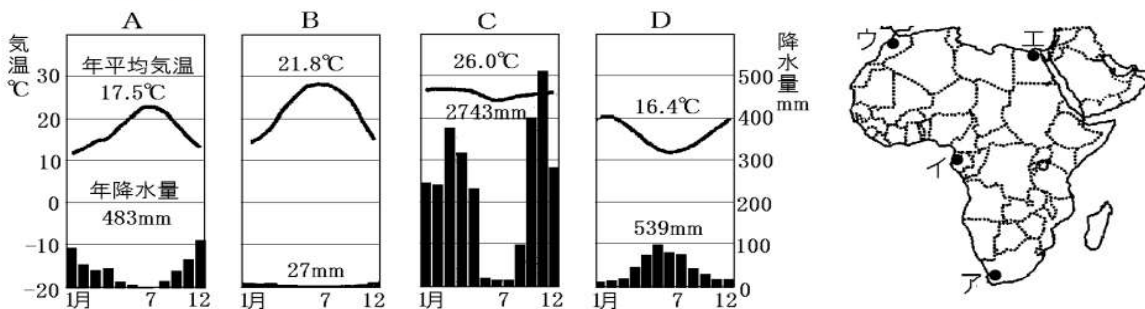 A B C D
気温℃
降水量mm
年平均気温
17.5℃
年降水量
483mm
21.8℃
27mm
26.0℃
2743mm
16.4℃
539mm
30
20
10
0
-10
-20
500
400
300
200
100
0
1月 7 12
1月 7 12
1月 7 12
1月 7 12
ウ
エ
イ
ア